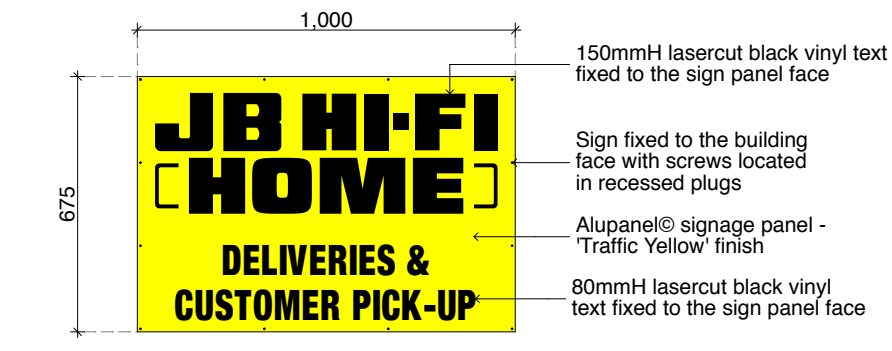 1,000
675
JB HI-FI
[HOME]
DELIVERIES &
CUSTOMER PICK-UP
150mmH lasercut black vinyl text
fixed to the sign panel face
Sign fixed to the building
face with screws located
in recessed plugs
Alupanel© signage panel -
'Traffic Yellow' finish
80mmH lasercut black vinyl
text fixed to the sign panel face